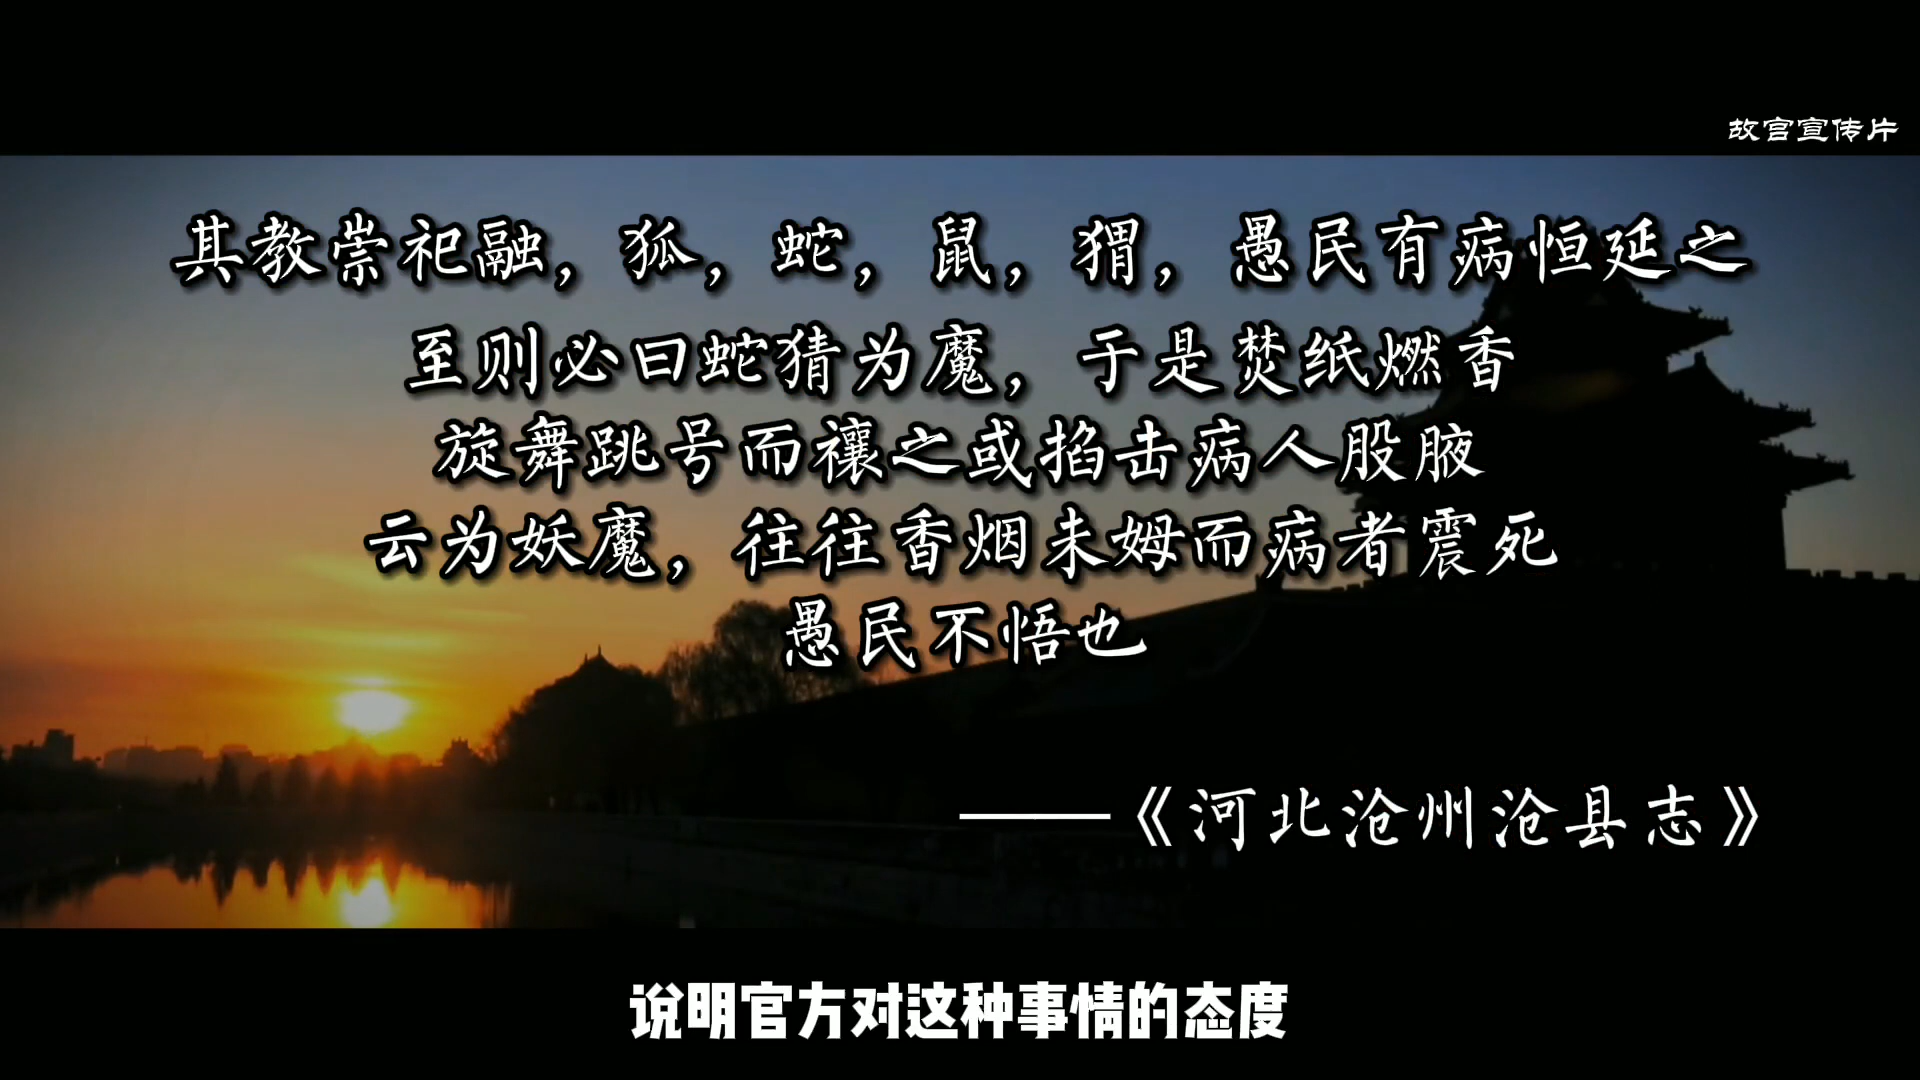 故宫宣传片
其教崇祀融，狐，蛇，鼠，猬，愚民有病恒延之
至则必曰蛇猜为魔，于是焚纸燃香
旋舞跳号而禳之或掐击病人股腋
云为妖魔，往往香烟未姆而病者震死
愚民不悟也
——《河北沧州沧县志》
说明官方对这种事情的态度